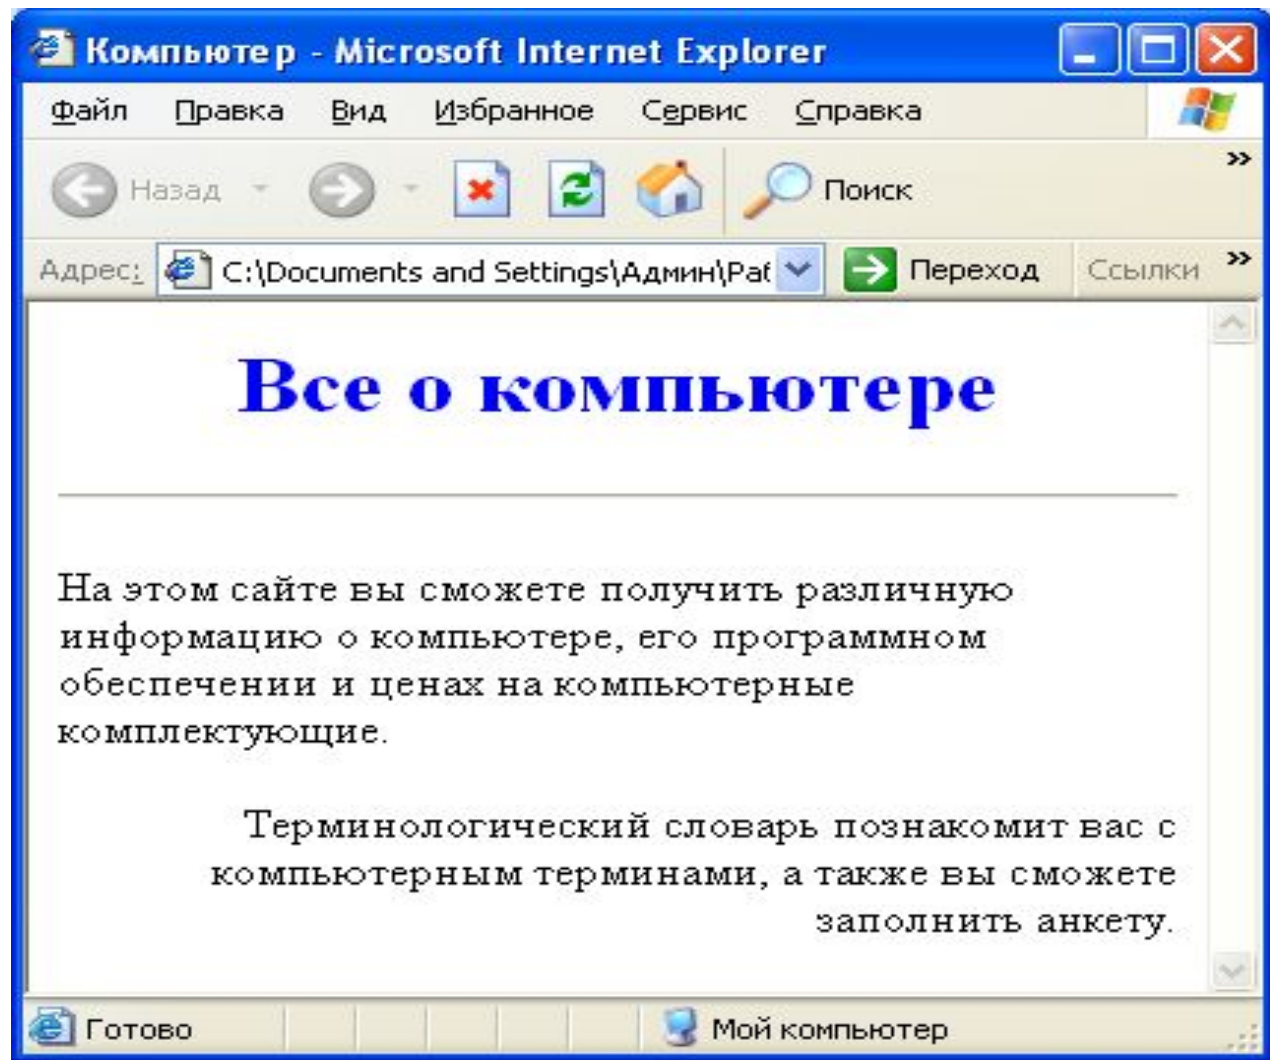 Компьютер - Microsoft Internet Explorer
Файл Правка Вид Избранное Сервис Справка
Назад Поиск »
Адрес: C:\Documents and Settings\Админ\Раб Переход Ссылки »
Все о компьютере
На этом сайте вы сможете получить различную
информацию о компьютере, его программном
обеспечении и ценах на компьютерные
комплектующие.
Терминологический словарь познакомит вас с
компьютерным терминами, а также вы сможете
заполнить анкету.
Готово Мой компьютер